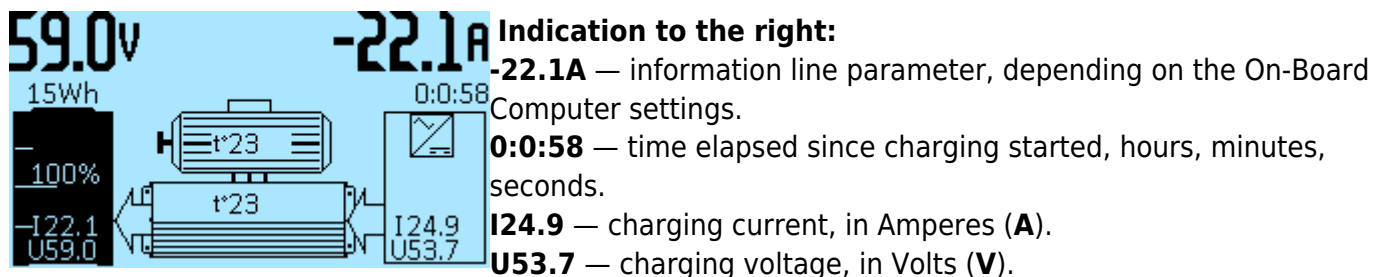 59.0V -22.1A
15Wh 0:0:58
t°23
100%
t°23
I22.1 I24.9
U59.0 U53.7
Indication to the right:
-22.1A — information line parameter, depending on the On-Board
Computer settings.
0:0:58 — time elapsed since charging started, hours, minutes,
seconds.
I24.9 — charging current, in Amperes (A).
U53.7 — charging voltage, in Volts (V).